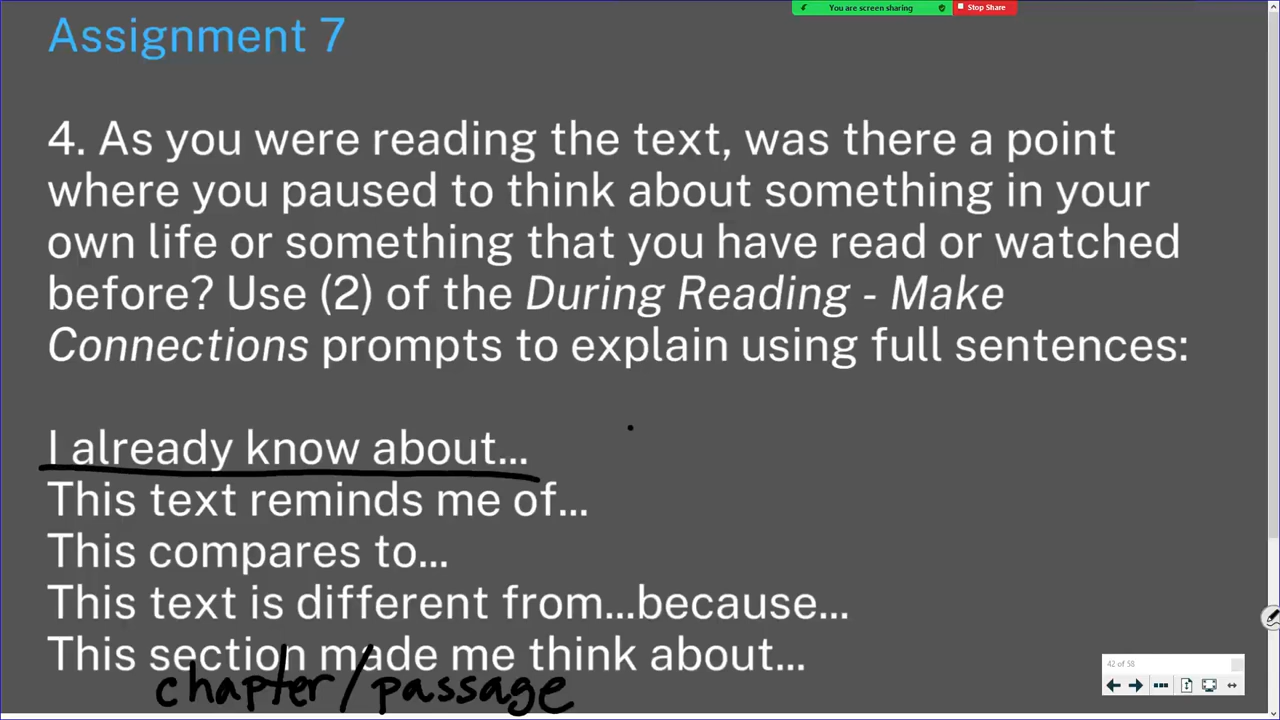 You are screen sharing
Stop Share
Assignment 7
4. As you were reading the text, was there a point
where you paused to think about something in your
own life or something that you have read or watched
before? Use (2) of the During Reading - Make
Connections prompts to explain using full sentences:
I already know about...
This text reminds me of...
This compares to...
This text is different from...because...
This section made me think about...
chapter/passage
42 of 58